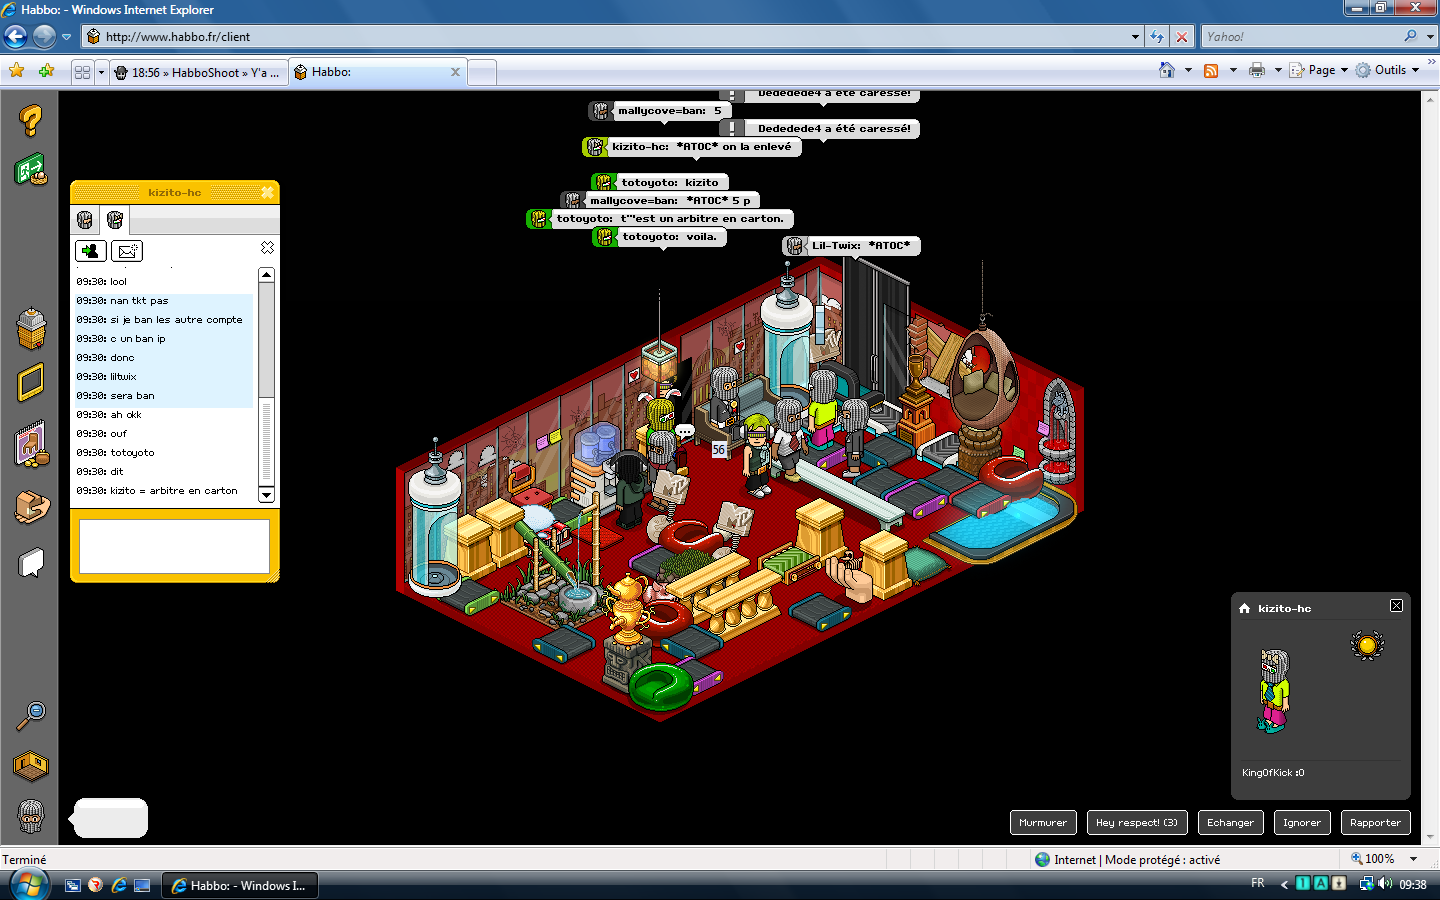 Habbo: - Windows Internet Explorer
http://www.habbo.fr/client
Yahoo!
18:56 » HabboShoot » Y'a ...
Habbo:
Page
Outils
Dededede4 a été caressé!
mallycove=ban: 5
Dededede4 a été caressé!
kizito-hc: *ATOC* on la enlevé
totoyoto: kizito
mallycove=ban: *ATOC* 5 p
totoyoto: t'"est un arbitre en carton.
totoyoto: voila.
Lil-Twix: *ATOC*
kizito-hc
09:30: lool
09:30: nan tkt pas
09:30: si je ban les autre compte
09:30: c un ban ip
09:30: donc
09:30: liltwix
09:30: sera ban
09:30: ah okk
09:30: ouf
09:30: totoyoto
09:30: dit
09:30: kizito = arbitre en carton
56
MTV
MTV
kizito-hc
KingOfKick :0
Murmurer
Hey respect! (3)
Echanger
Ignorer
Rapporter
Terminé
Internet | Mode protégé : activé
100%
Habbo: - Windows I...
FR
1
A
09:38